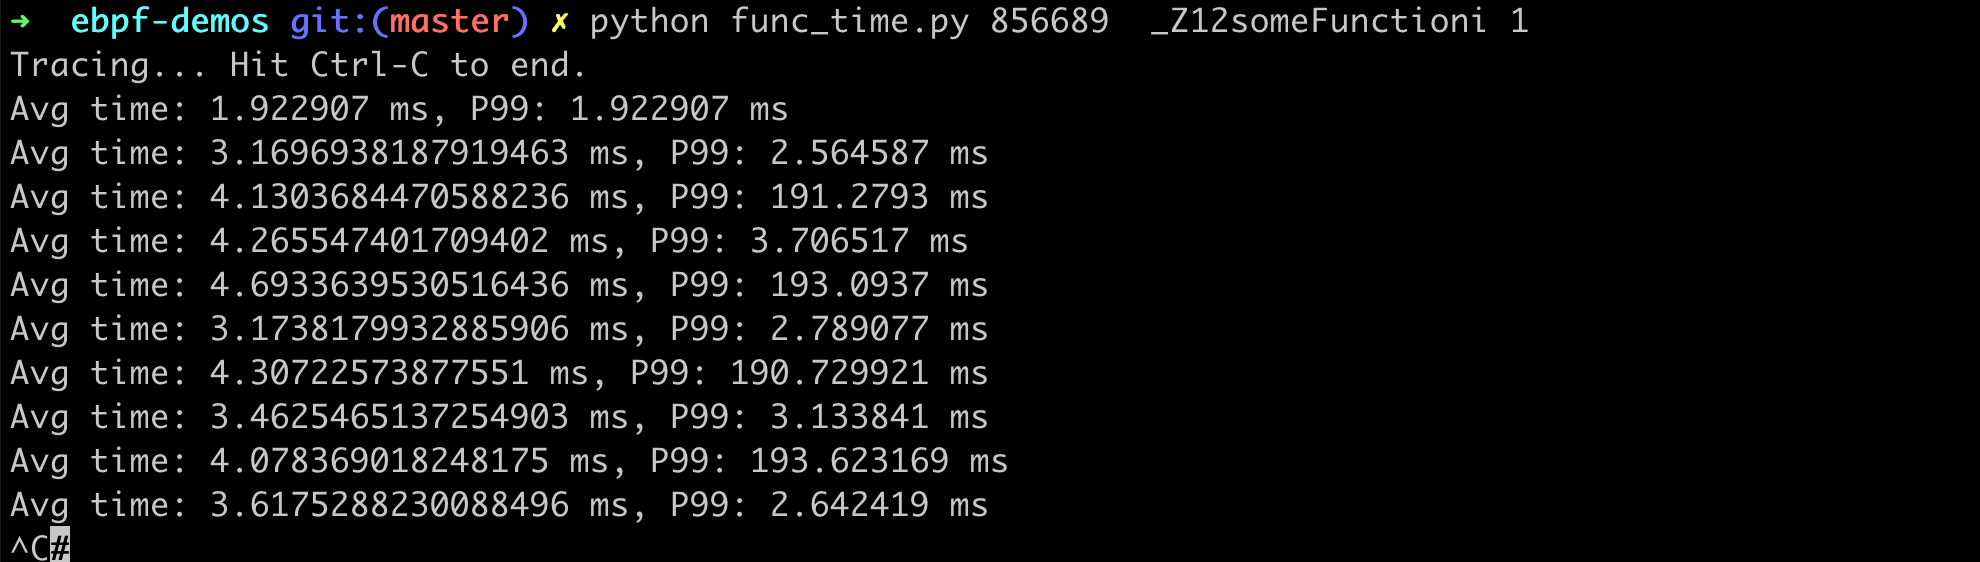 ➜  ebpf-demos git:(master) ✗ python func_time.py 856689  _Z12someFunctioni 1
Tracing... Hit Ctrl-C to end.
Avg time: 1.922907 ms, P99: 1.922907 ms
Avg time: 3.1696938187919463 ms, P99: 2.564587 ms
Avg time: 4.1303684470588236 ms, P99: 191.2793 ms
Avg time: 4.265547401709402 ms, P99: 3.706517 ms
Avg time: 4.6933639530516436 ms, P99: 193.0937 ms
Avg time: 3.1738179932885906 ms, P99: 2.789077 ms
Avg time: 4.30722573877551 ms, P99: 190.729921 ms
Avg time: 3.4625465137254903 ms, P99: 3.133841 ms
Avg time: 4.078369018248175 ms, P99: 193.623169 ms
Avg time: 3.6175288230088496 ms, P99: 2.642419 ms
^C#